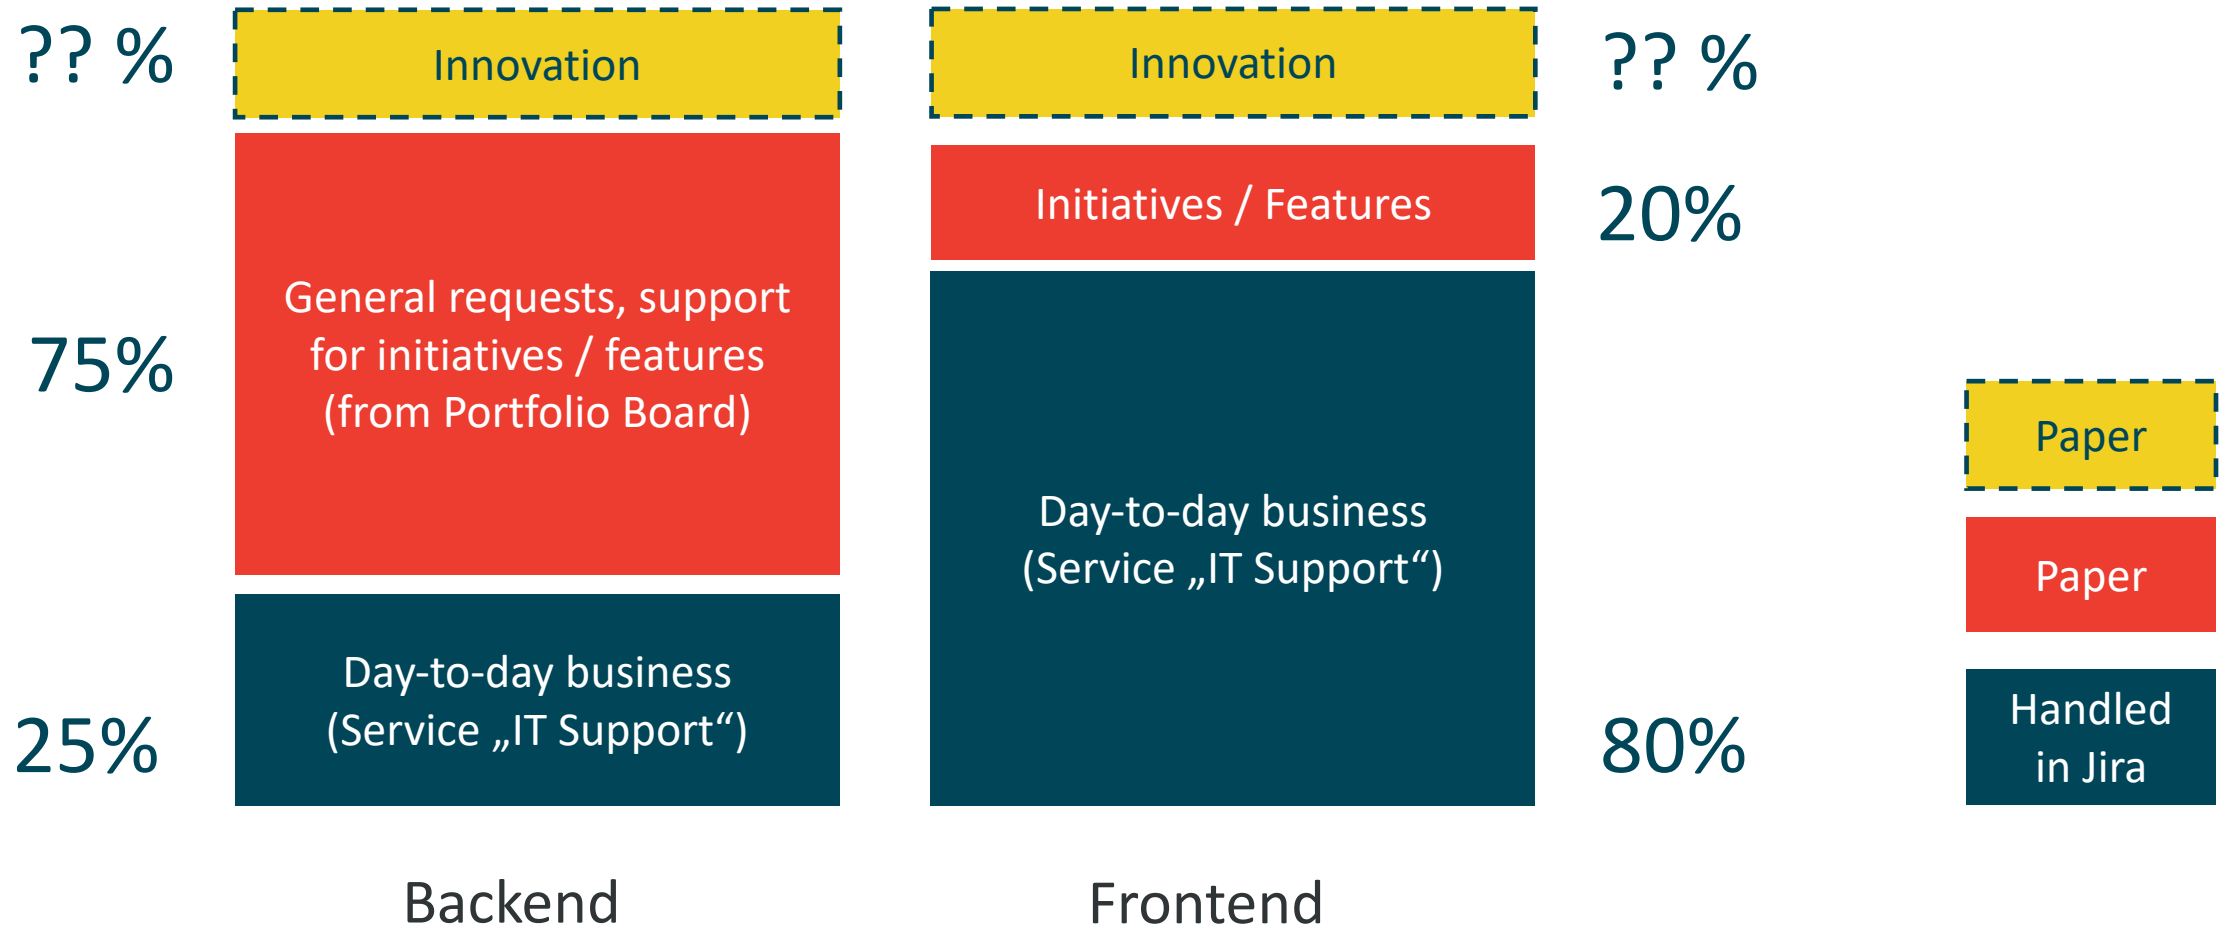 ?? %
Innovation
75%
General requests, support
for initiatives / features
(from Portfolio Board)
25%
Day-to-day business
(Service „IT Support“)
Backend
Innovation
?? %
Initiatives / Features
20%
Day-to-day business
(Service „IT Support“)
80%
Frontend
Paper
Paper
Handled
in Jira